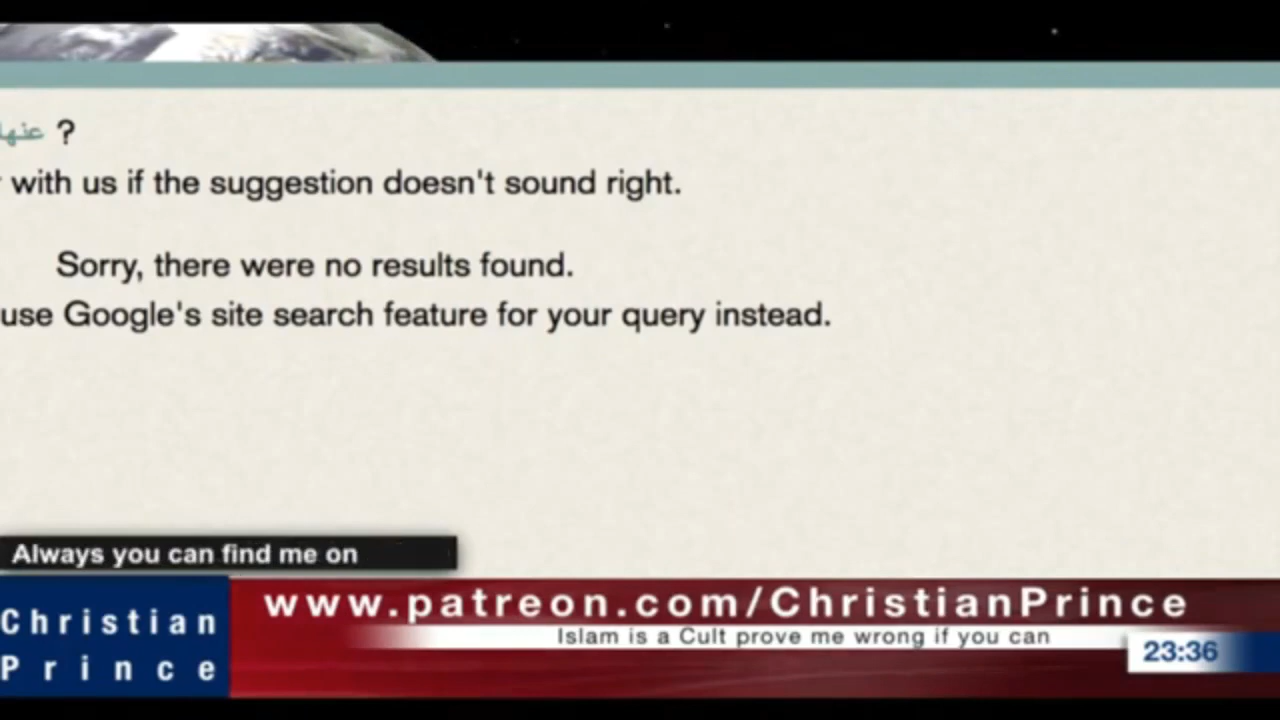 عنها ?
with us if the suggestion doesn't sound right.
Sorry, there were no results found.
use Google's site search feature for your query instead.
Always you can find me on
Christian
Prince
www.patreon.com/ChristianPrince
Islam is a Cult prove me wrong if you can
23:36